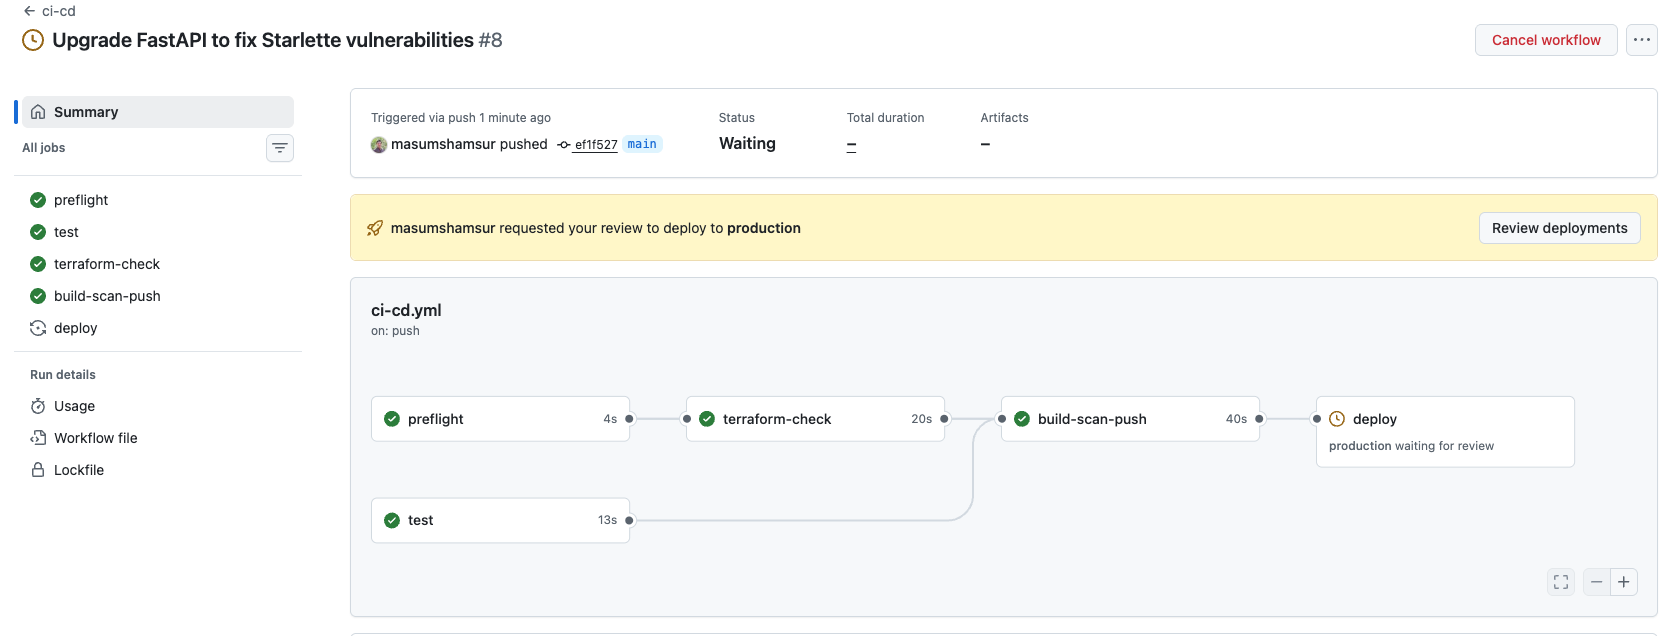 ci-cd
Upgrade FastAPI to fix Starlette vulnerabilities #8
Cancel workflow
Summary
All jobs
preflight
test
terraform-check
build-scan-push
deploy
Run details
Usage
Workflow file
Lockfile
Triggered via push 1 minute ago
masumshamsur pushed ef1f527 main
Status
Waiting
Total duration
–
Artifacts
–
masumshamsur requested your review to deploy to production
Review deployments
ci-cd.yml
on: push
preflight 4s
terraform-check 20s
build-scan-push 40s
deploy
production waiting for review
test 13s